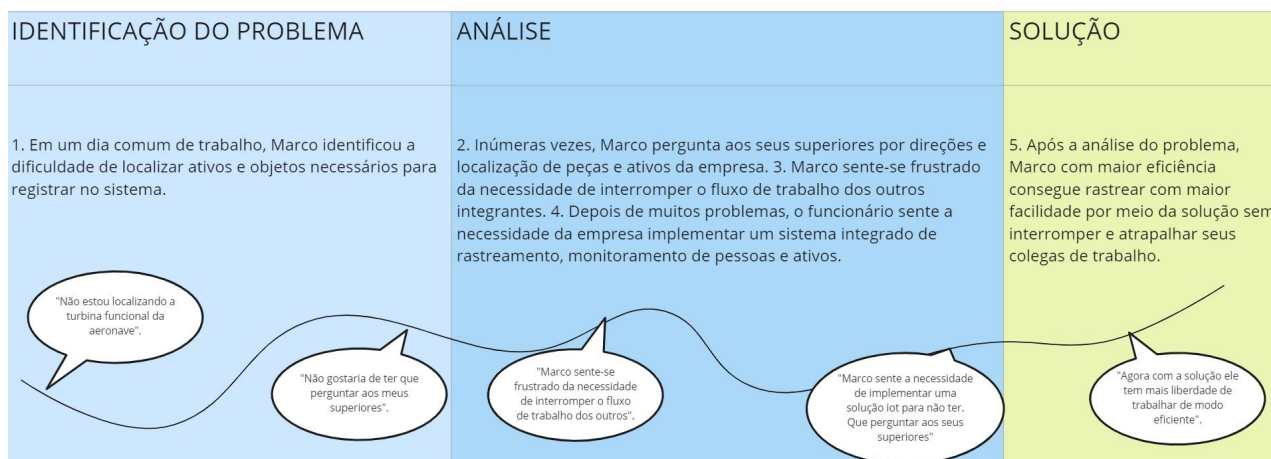 IDENTIFICAÇÃO DO PROBLEMA
ANÁLISE
SOLUÇÃO
1. Em um dia comum de trabalho, Marco identificou a
dificuldade de localizar ativos e objetos necessários para
registrar no sistema.
2. Inúmeras vezes, Marco pergunta aos seus superiores por direções e
localização de peças e ativos da empresa. 3. Marco sente-se frustrado
da necessidade de interromper o fluxo de trabalho dos outros
integrantes. 4. Depois de muitos problemas, o funcionário sente a
necessidade da empresa implementar um sistema integrado de
rastreamento, monitoramento de pessoas e ativos.
5. Após a análise do problema,
Marco com maior eficiência
consegue rastrear com maior
facilidade por meio da solução sem
interromper e atrapalhar seus
colegas de trabalho.
"Não estou localizando a
turbina funcional da
aeronave".
"Não gostaria de ter que
perguntar aos meus
superiores".
"Marco sente-se
frustrado da necessidade
de interromper o fluxo
de trabalho dos outros".
"Marco sente a necessidade
de implementar uma
solução iot para não ter.
Que perguntar aos seus
superiores"
"Agora com a solução ele
tem mais liberdade de
trabalhar de modo
eficiente".